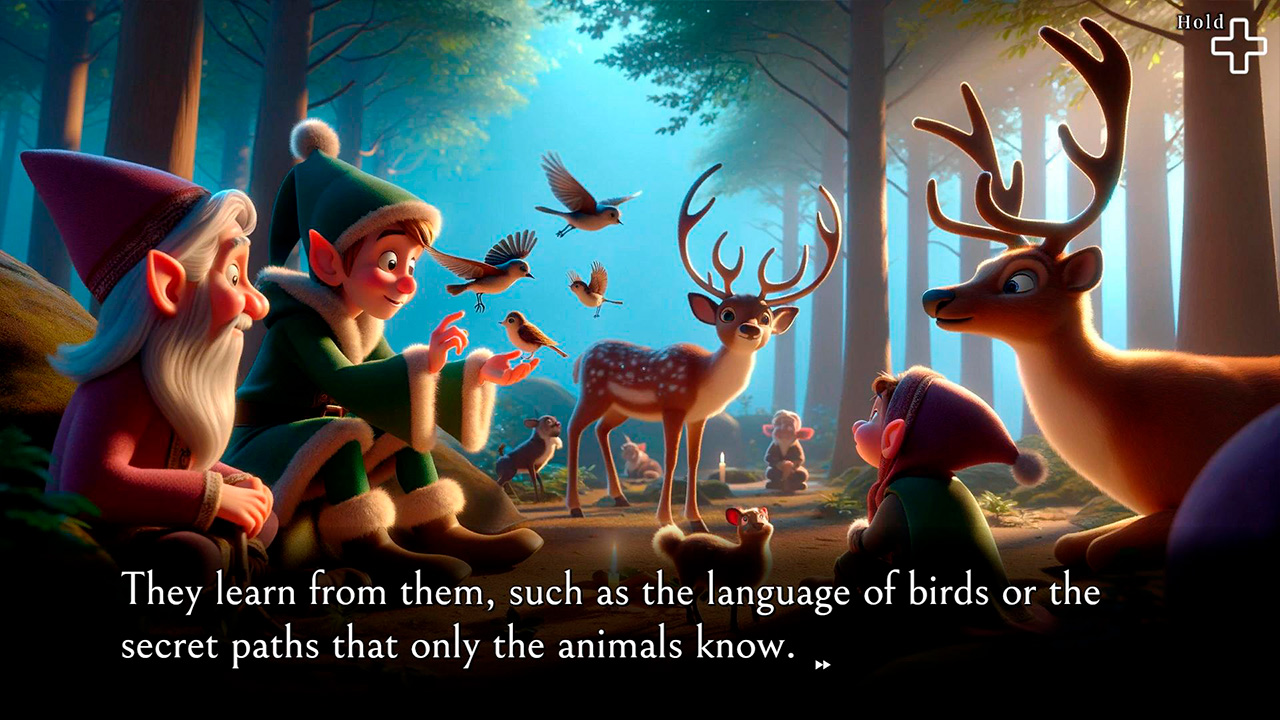 Hold
They learn from them, such as the language of birds or the
secret paths that only the animals know.